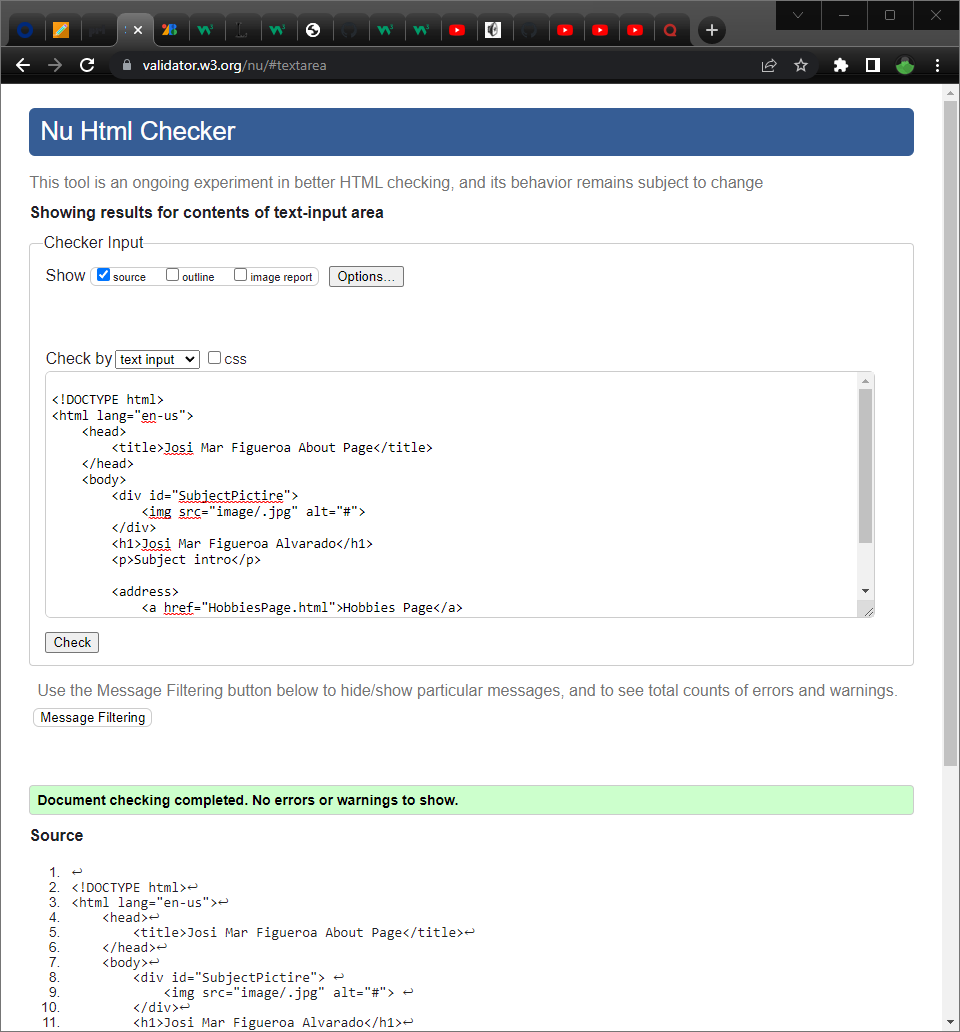 validator.w3.org/nu/#textarea
Nu Html Checker
This tool is an ongoing experiment in better HTML checking, and its behavior remains subject to change
Showing results for contents of text-input area
Checker Input
Show source outline image report Options...
Check by text input css
<!DOCTYPE html>
<html lang="en-us">
    <head>
        <title>Josi Mar Figueroa About Page</title>
    </head>
    <body>
        <div id="SubjectPictire">
            <img src="image/.jpg" alt="#">
        </div>
        <h1>Josi Mar Figueroa Alvarado</h1>
        <p>Subject intro</p>
        <address>
            <a href="HobbiesPage.html">Hobbies Page</a>
Check
Use the Message Filtering button below to hide/show particular messages, and to see total counts of errors and warnings.
Message Filtering
Document checking completed. No errors or warnings to show.
Source
1. ↩
2. <!DOCTYPE html>↩
3. <html lang="en-us">↩
4.     <head>↩
5.         <title>Josi Mar Figueroa About Page</title>↩
6.     </head>↩
7.     <body>↩
8.         <div id="SubjectPictire"> ↩
9.             <img src="image/.jpg" alt="#"> ↩
10.         </div>↩
11.         <h1>Josi Mar Figueroa Alvarado</h1>↩